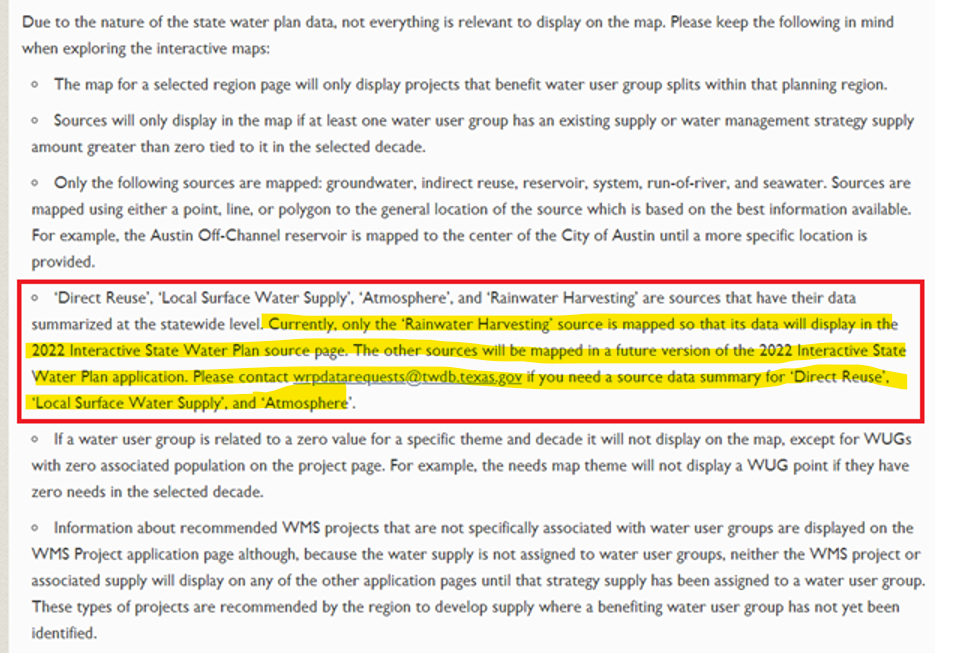 Due to the nature of the state water plan data, not everything is relevant to display on the map. Please keep the following in mind
when exploring the interactive maps:
◦ The map for a selected region page will only display projects that benefit water user group splits within that planning region.
◦ Sources will only display in the map if at least one water user group has an existing supply or water management strategy supply
amount greater than zero tied to it in the selected decade.
◦ Only the following sources are mapped: groundwater, indirect reuse, reservoir, system, run-of-river, and seawater. Sources are
mapped using either a point, line, or polygon to the general location of the source which is based on the best information available.
For example, the Austin Off-Channel reservoir is mapped to the center of the City of Austin until a more specific location is
provided.
◦ ‘Direct Reuse’, ‘Local Surface Water Supply’, ‘Atmosphere’, and ‘Rainwater Harvesting’ are sources that have their data
summarized at the statewide level. Currently, only the ‘Rainwater Harvesting’ source is mapped so that its data will display in the
2022 Interactive State Water Plan source page. The other sources will be mapped in a future version of the 2022 Interactive State
Water Plan application. Please contact wrpdatarequests@twdb.texas.gov if you need a source data summary for ‘Direct Reuse’,
‘Local Surface Water Supply’, and ‘Atmosphere’.
◦ If a water user group is related to a zero value for a specific theme and decade it will not display on the map, except for WUGs
with zero associated population on the project page. For example, the needs map theme will not display a WUG point if they have
zero needs in the selected decade.
◦ Information about recommended WMS projects that are not specifically associated with water user groups are displayed on the
WMS Project application page although, because the water supply is not assigned to water user groups, neither the WMS project or
associated supply will display on any of the other application pages until that strategy supply has been assigned to a water user group.
These types of projects are recommended by the region to develop supply where a benefiting water user group has not yet been
identified.